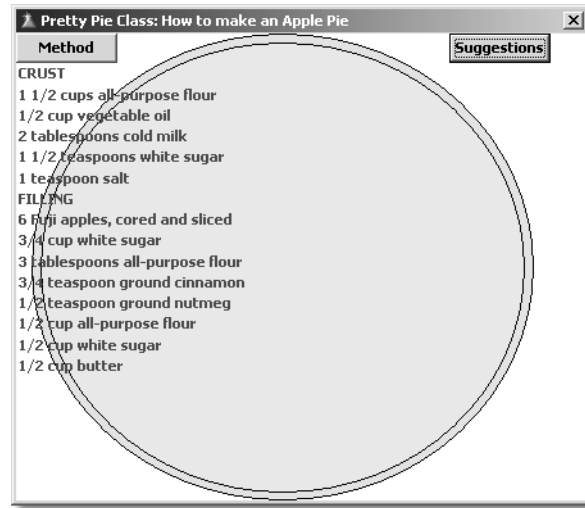 Pretty Pie Class: How to make an Apple Pie
Method
Suggestions
CRUST
1 1/2 cups all-purpose flour
1/2 cup vegetable oil
2 tablespoons cold milk
1 1/2 teaspoons white sugar
1 teaspoon salt
FILLING
6 Fuji apples, cored and sliced
3/4 cup white sugar
3 tablespoons all-purpose flour
3/4 teaspoon ground cinnamon
1/2 teaspoon ground nutmeg
1/2 cup all-purpose flour
1/2 cup white sugar
1/2 cup butter